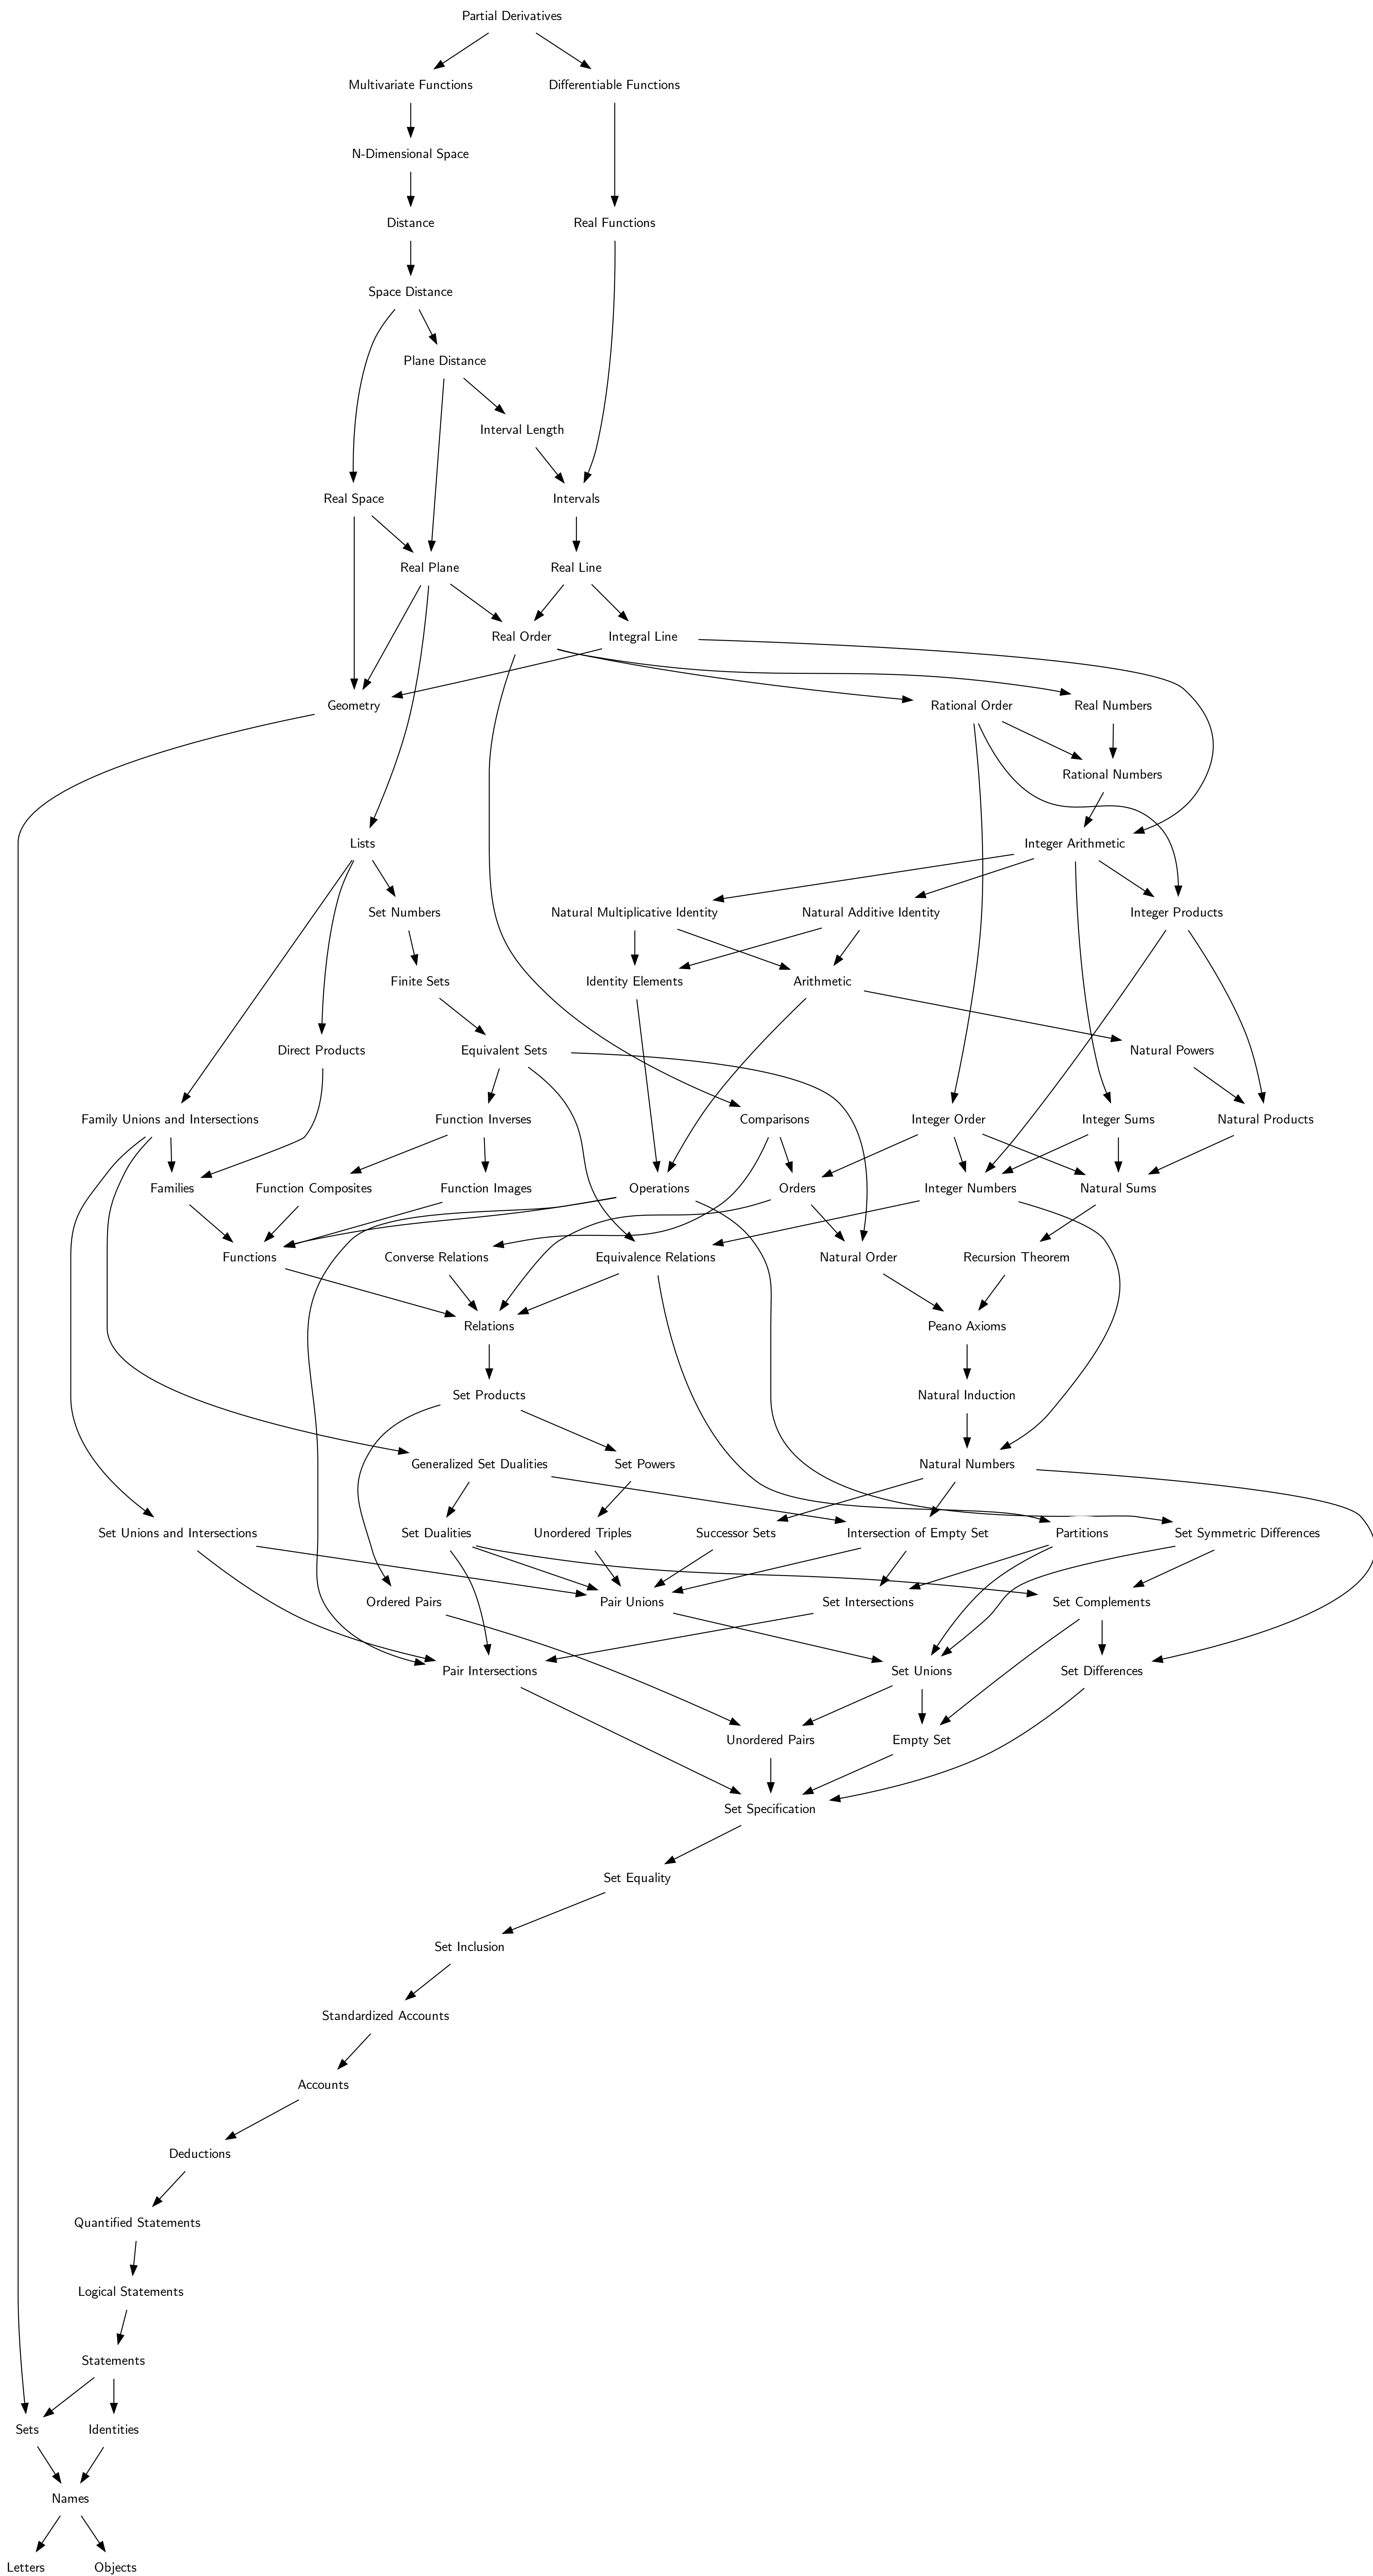 Partial Derivatives
Multivariate Functions
Differentiable Functions
N-Dimensional Space
Distance
Real Functions
Space Distance
Plane Distance
Interval Length
Real Space
Intervals
Real Plane
Real Line
Real Order
Integral Line
Geometry
Rational Order
Real Numbers
Rational Numbers
Lists
Integer Arithmetic
Set Numbers
Natural Multiplicative Identity
Natural Additive Identity
Integer Products
Finite Sets
Identity Elements
Arithmetic
Direct Products
Equivalent Sets
Natural Powers
Family Unions and Intersections
Function Inverses
Comparisons
Integer Order
Integer Sums
Natural Products
Families
Function Composites
Function Images
Operations
Orders
Integer Numbers
Natural Sums
Functions
Converse Relations
Equivalence Relations
Natural Order
Recursion Theorem
Relations
Peano Axioms
Set Products
Natural Induction
Generalized Set Dualities
Set Powers
Natural Numbers
Set Unions and Intersections
Set Dualities
Unordered Triples
Successor Sets
Intersection of Empty Set
Partitions
Set Symmetric Differences
Ordered Pairs
Pair Unions
Set Intersections
Set Complements
Pair Intersections
Set Unions
Set Differences
Unordered Pairs
Empty Set
Set Specification
Set Equality
Set Inclusion
Standardized Accounts
Accounts
Deductions
Quantified Statements
Logical Statements
Statements
Sets
Identities
Names
Letters
Objects